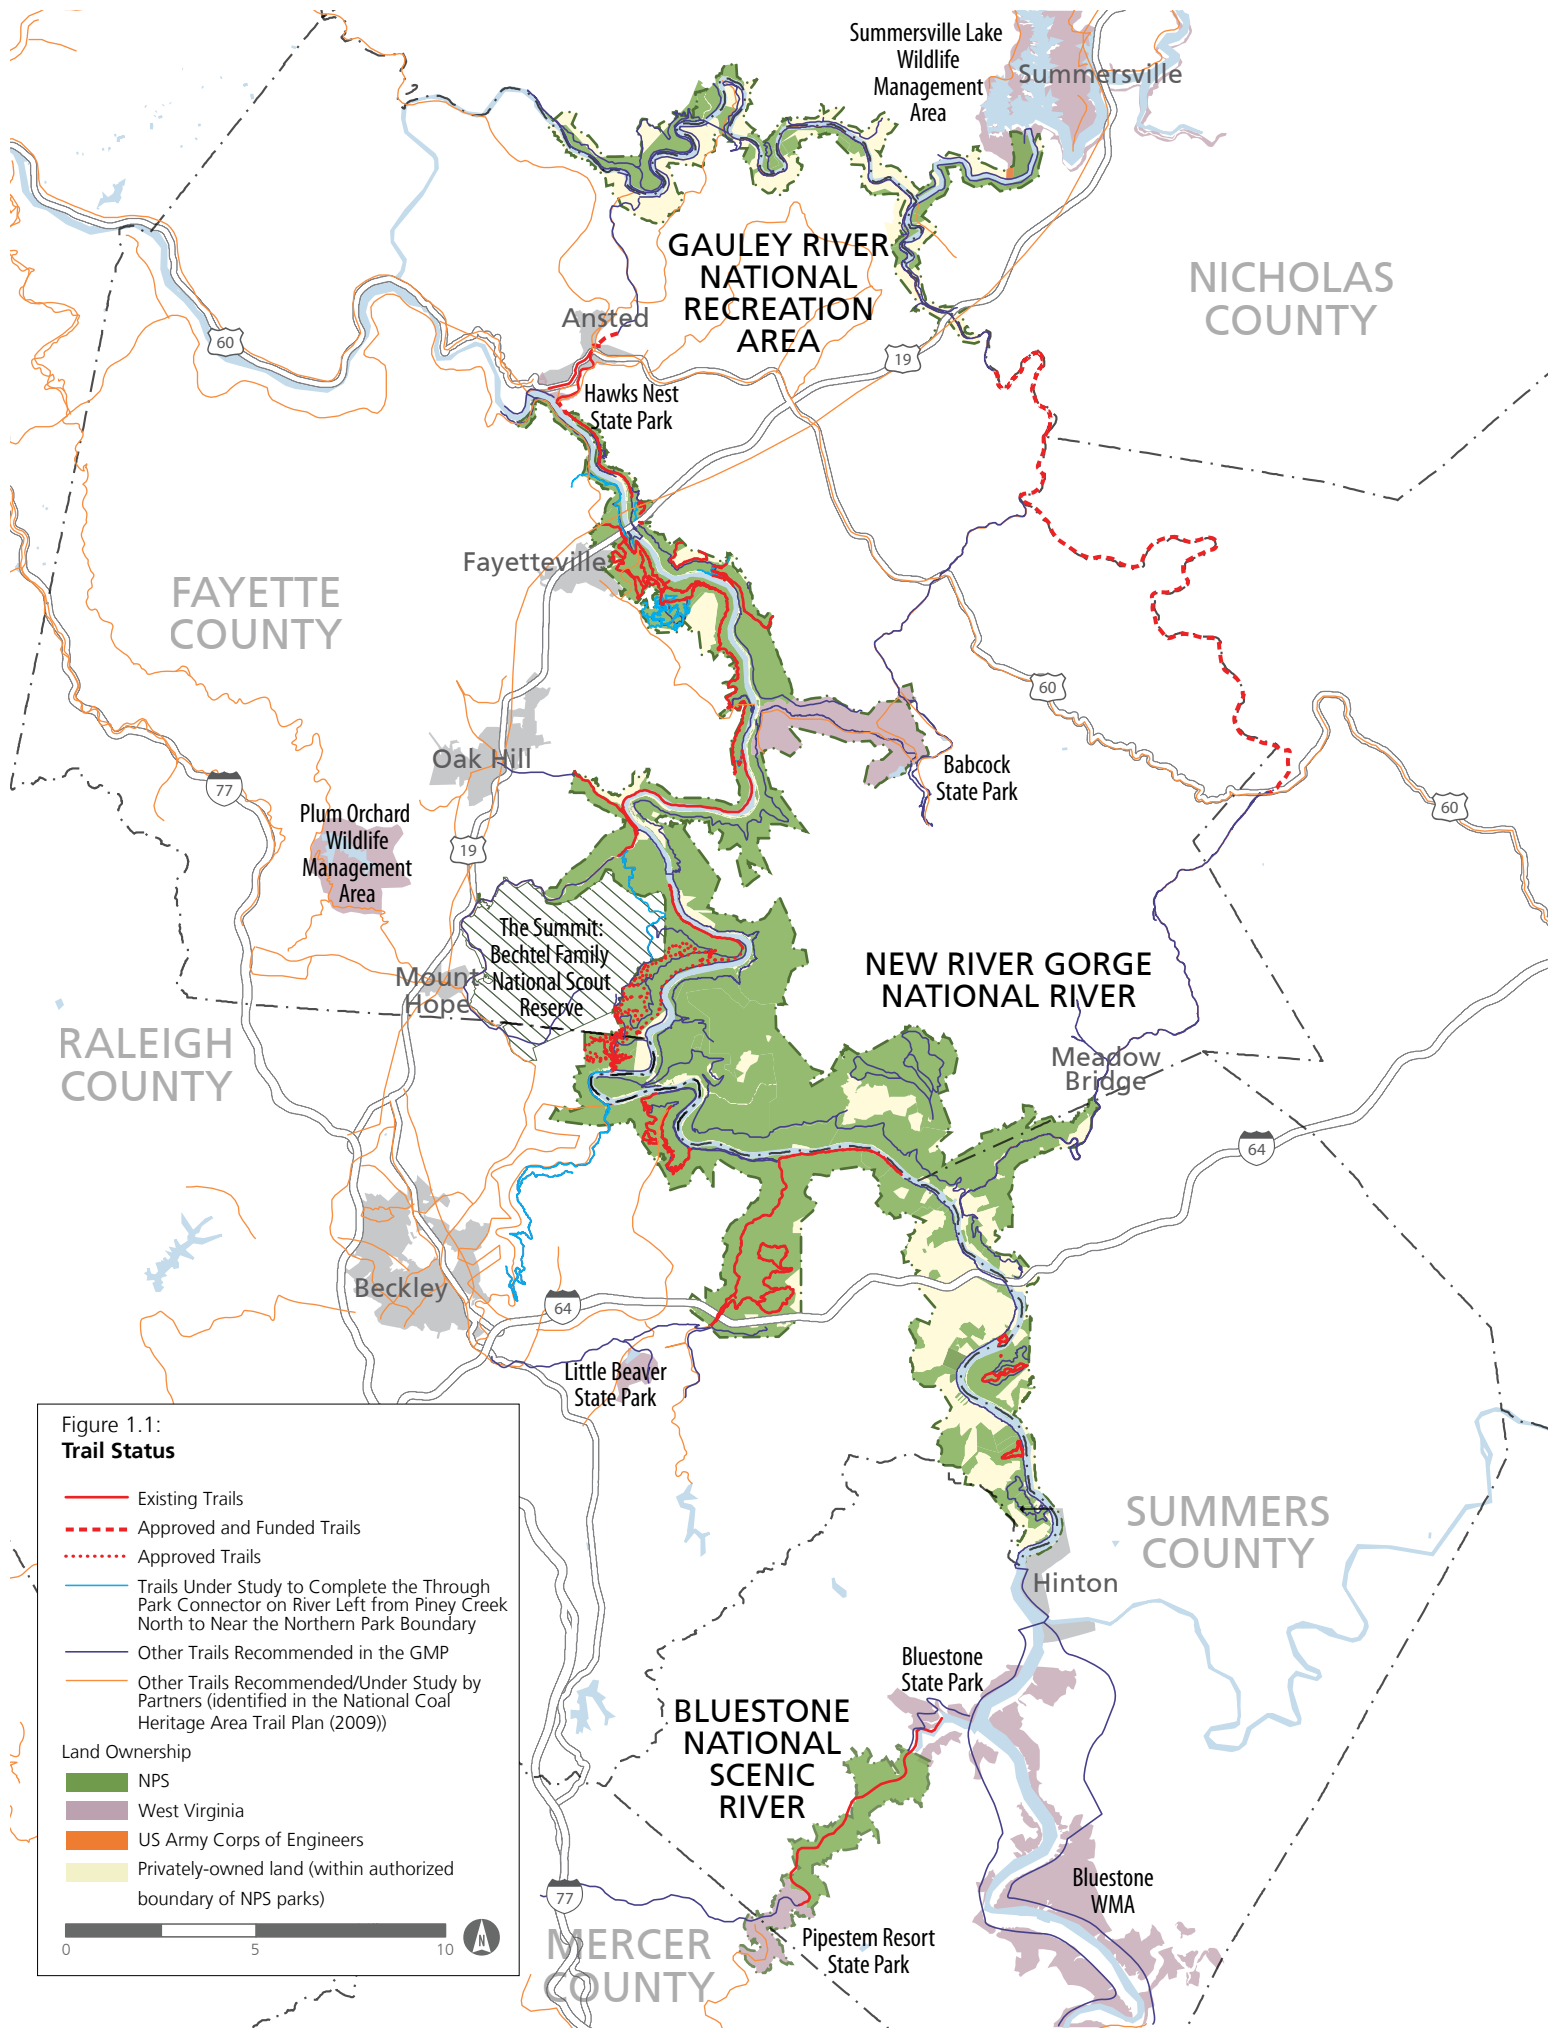 Summersville Lake
Wildlife
Management
Area
Summersville
GAULEY RIVER
NATIONAL
RECREATION
AREA
NICHOLAS
COUNTY
Ansted
60
19
Hawks Nest
State Park
Fayetteville
FAYETTE
COUNTY
60
Oak Hill
77
Babcock
State Park
60
Plum Orchard
Wildlife
Management
Area
19
The Summit:
Bechtel Family
National Scout
Reserve
Mount
Hope
NEW RIVER GORGE
NATIONAL RIVER
RALEIGH
COUNTY
Meadow
Bridge
64
Beckley
64
Little Beaver
State Park
SUMMERS
COUNTY
Hinton
Bluestone
State Park
BLUESTONE
NATIONAL
SCENIC
RIVER
Bluestone
WMA
77
Pipestem Resort
State Park
MERCER
COUNTY
Figure 1.1:
Trail Status
Existing Trails
Approved and Funded Trails
Approved Trails
Trails Under Study to Complete the Through
Park Connector on River Left from Piney Creek
North to Near the Northern Park Boundary
Other Trails Recommended in the GMP
Other Trails Recommended/Under Study by
Partners (identified in the National Coal
Heritage Area Trail Plan (2009))
Land Ownership
NPS
West Virginia
US Army Corps of Engineers
Privately-owned land (within authorized
boundary of NPS parks)
0 5 10
N